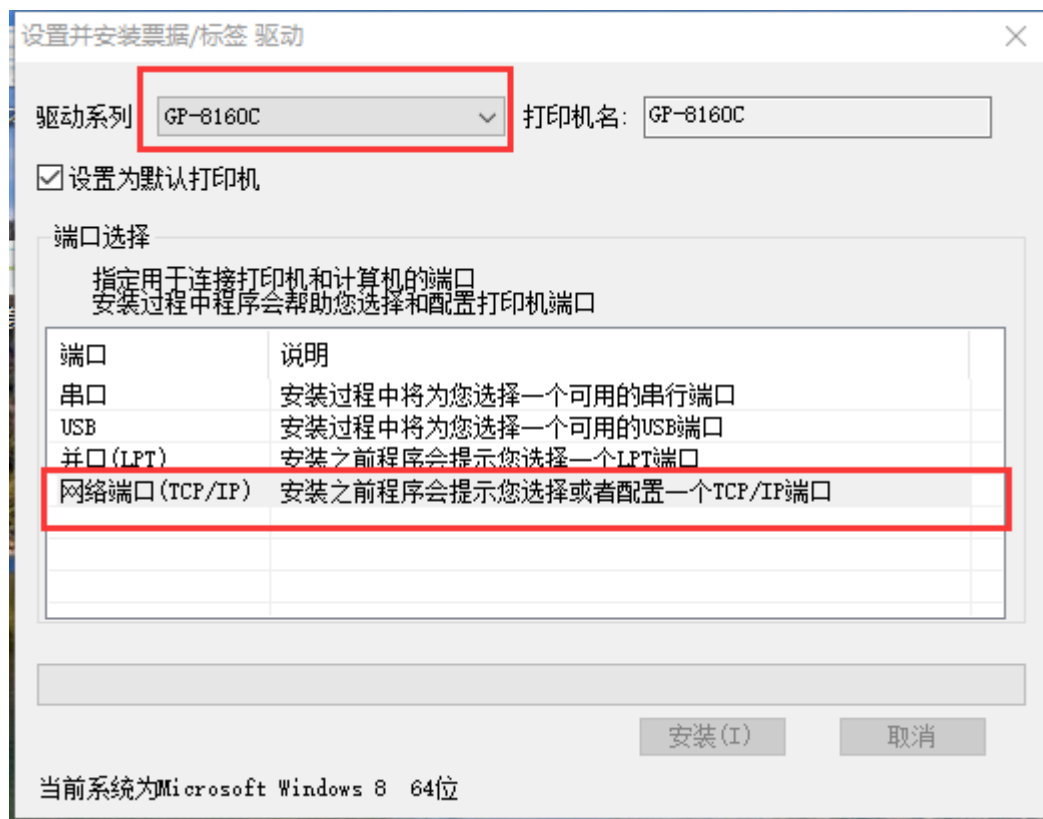 设置并安装票据/标签 驱动
驱动系列 GP-8160C 打印机名: GP-8160C
设置为默认打印机
端口选择
指定用于连接打印机和计算机的端口
安装过程中程序会帮助您选择和配置打印机端口
端口 说明
串口 安装过程中将为您选择一个可用的串行端口
USB 安装过程中将为您选择一个可用的USB端口
并口(LPT) 安装之前程序会提示您选择一个LPT端口
网络端口(TCP/IP) 安装之前程序会提示您选择或者配置一个TCP/IP端口
安装(I) 取消
当前系统为Microsoft Windows 8 64位